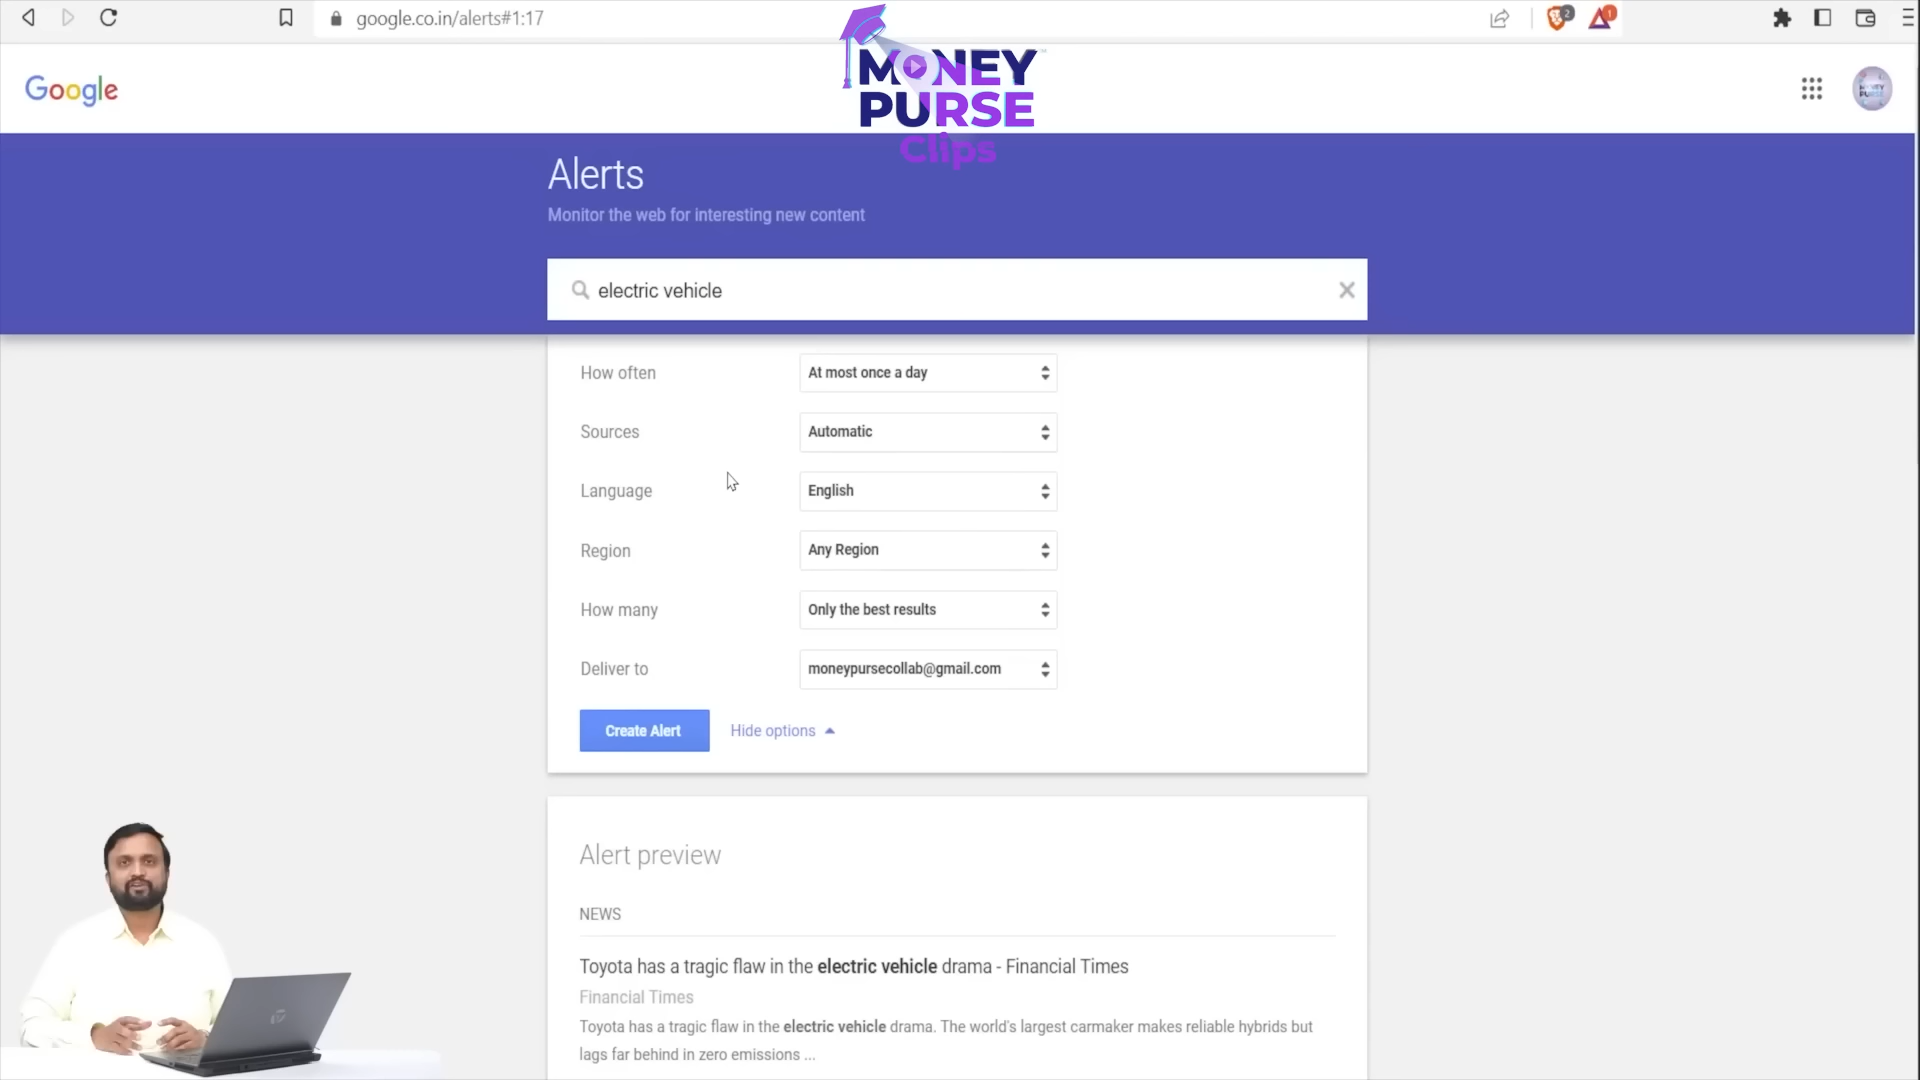 google.co.in/alerts#1:17
2
1
Google
MONEY
PURSE
Clips
MONEY
PURSE
Alerts
Monitor the web for interesting new content
electric vehicle
How often
At most once a day
Sources
Automatic
Language
English
Region
Any Region
How many
Only the best results
Deliver to
moneypursecollab@gmail.com
Create Alert
Hide options
Alert preview
NEWS
Toyota has a tragic flaw in the electric vehicle drama - Financial Times
Financial Times
Toyota has a tragic flaw in the electric vehicle drama. The world's largest carmaker makes reliable hybrids but
lags far behind in zero emissions ...